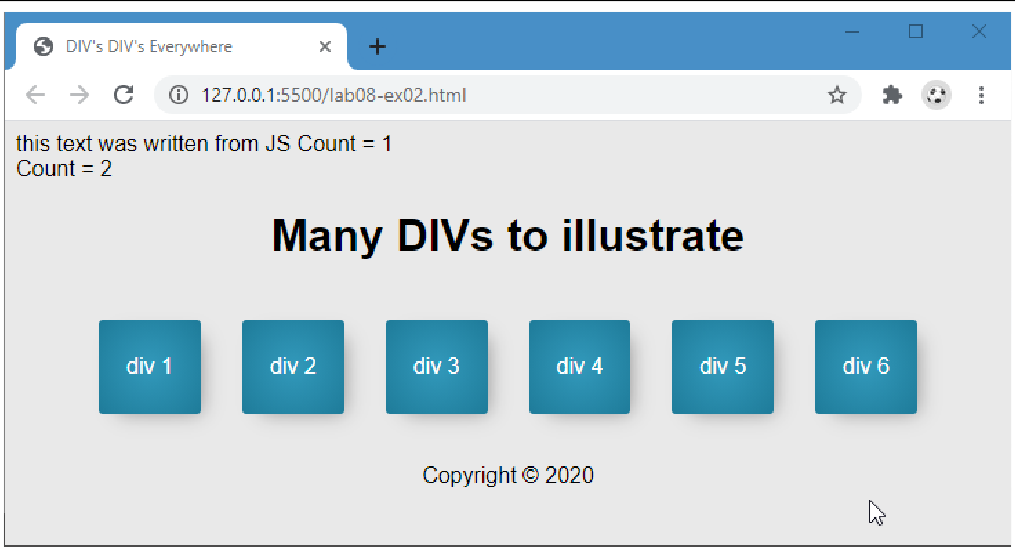 DIV's DIV's Everywhere
127.0.0.1:5500/lab08-ex02.html
this text was written from JS Count = 1
Count = 2
Many DIVs to illustrate
div 1 div 2 div 3 div 4 div 5 div 6
Copyright © 2020